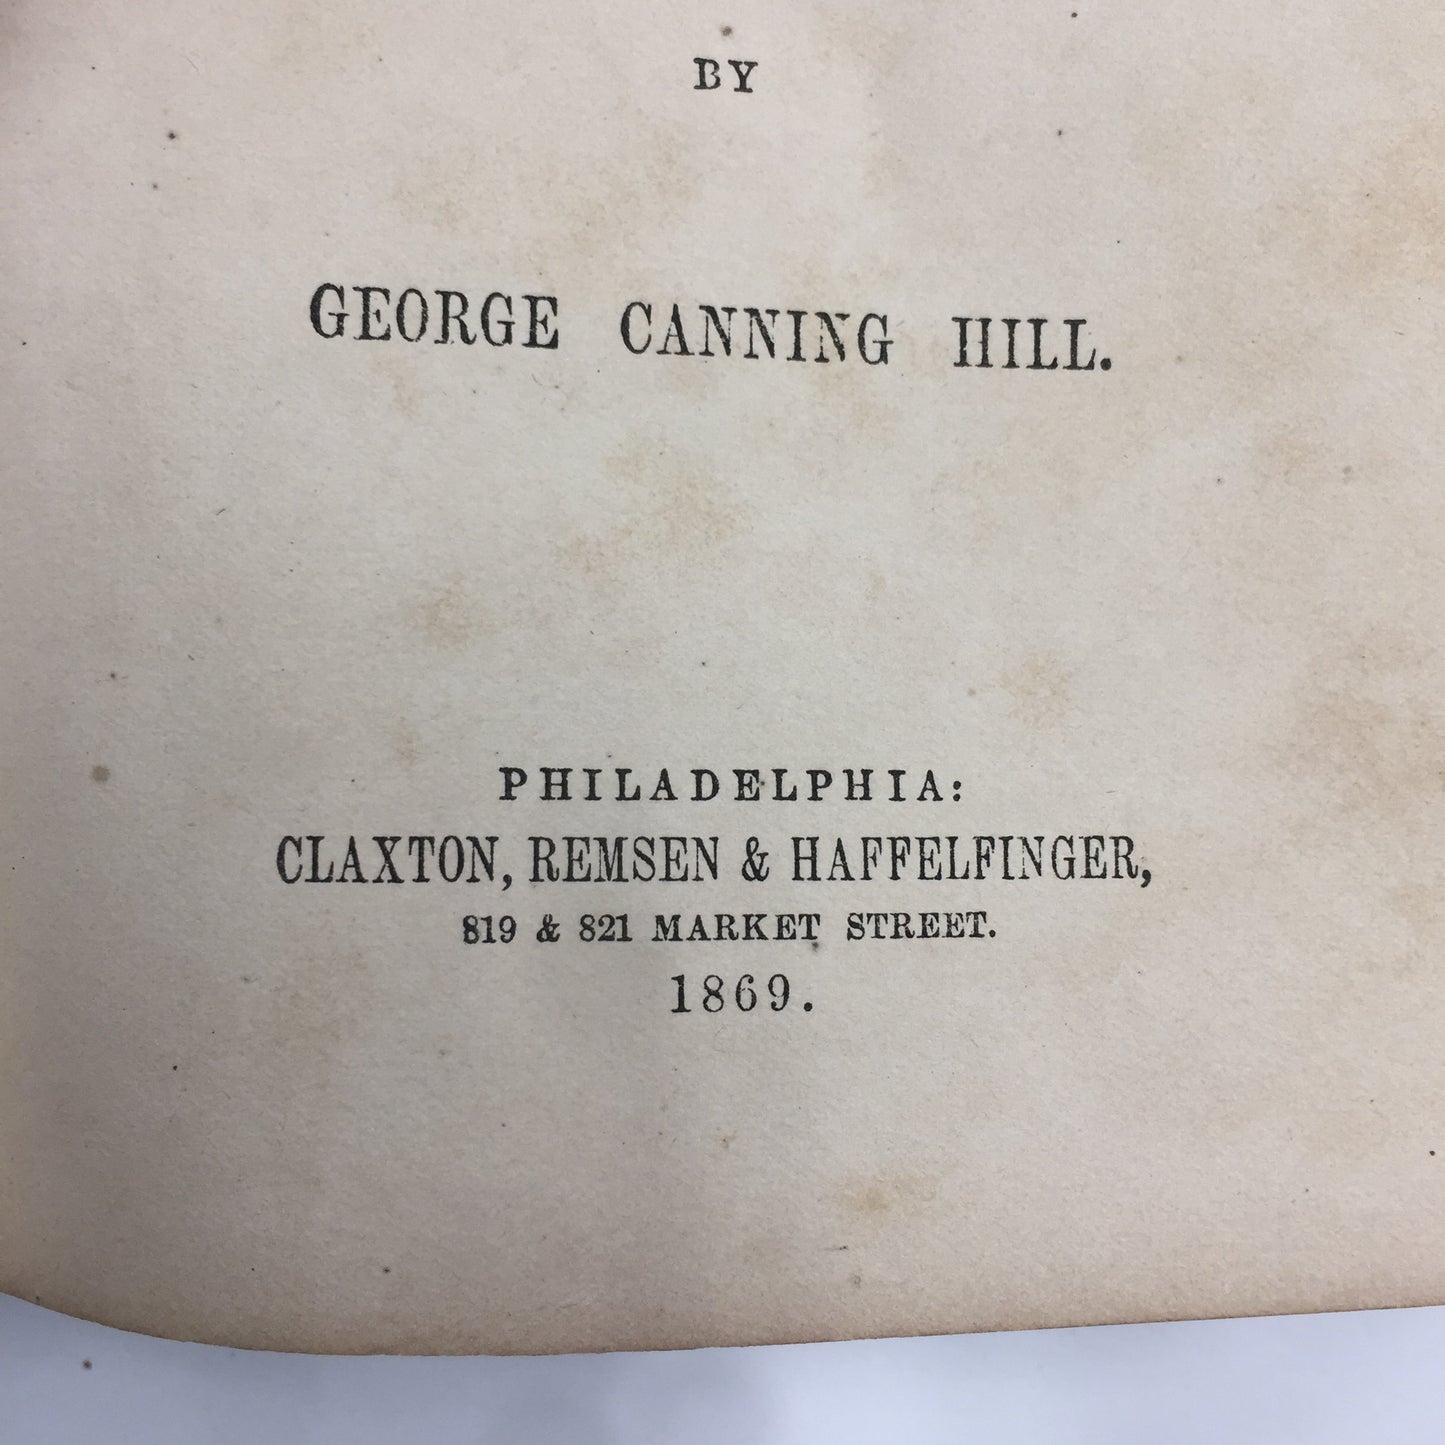 BY
GEORGE CANNING HILL.
PHILADELPHIA:
CLAXTON, REMSEN & HAFFELFINGER,
819 & 821 MARKET STREET.
1869.